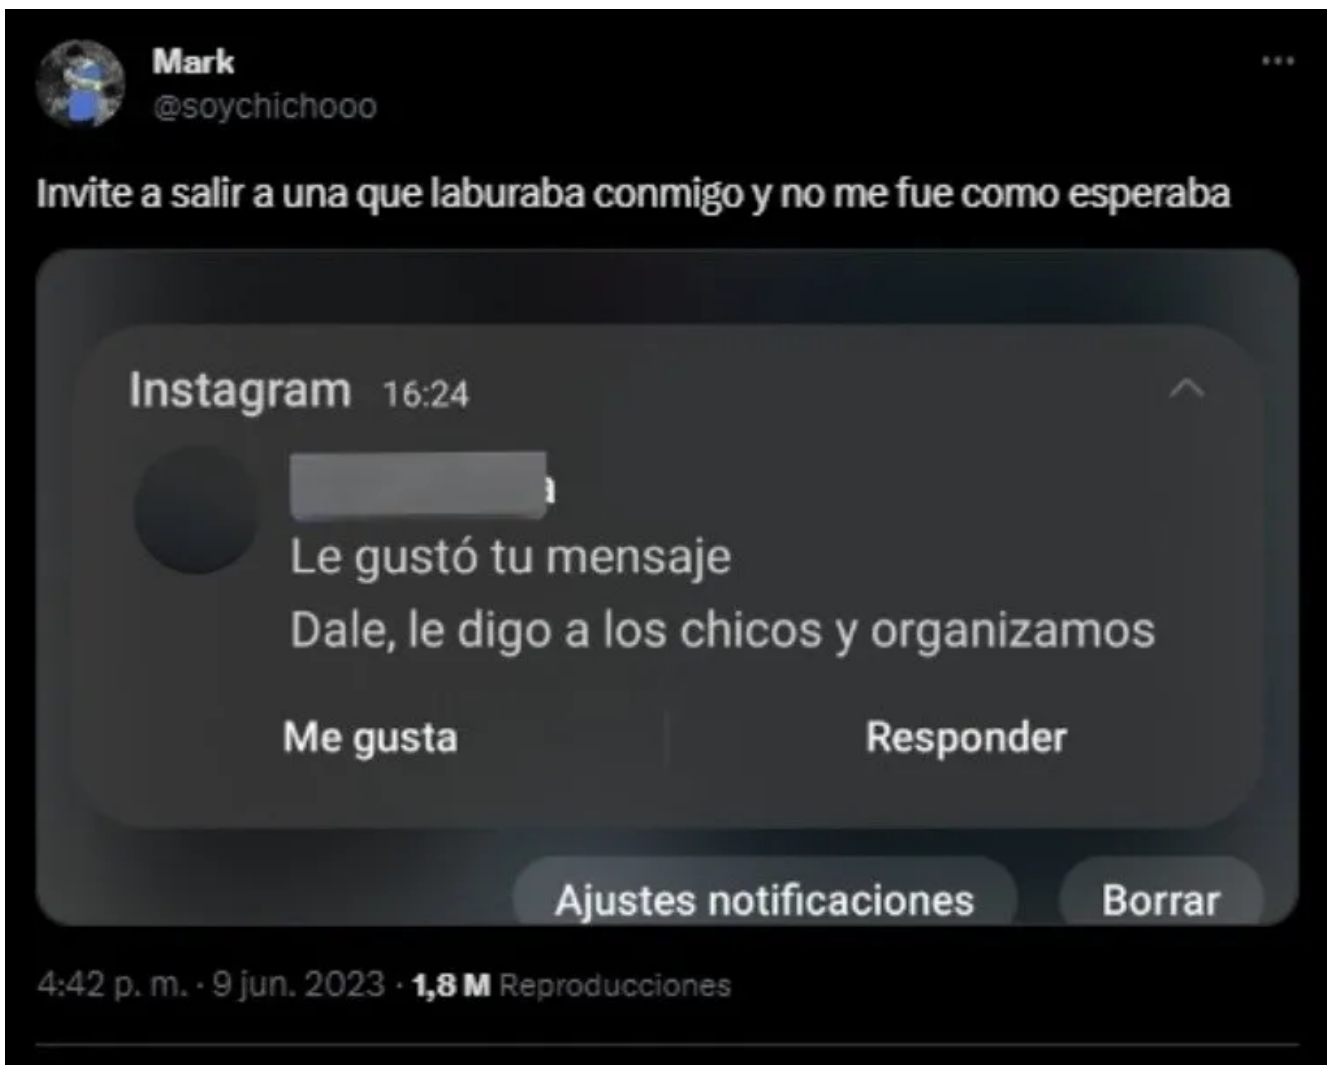 Mark
@soychichooo
Invite a salir a una que laburaba conmigo y no me fue como esperaba
Instagram 16:24
a
Le gustó tu mensaje
Dale, le digo a los chicos y organizamos
Me gusta Responder
Ajustes notificaciones Borrar
4:42 p. m. · 9 jun. 2023 · 1,8 M Reproducciones